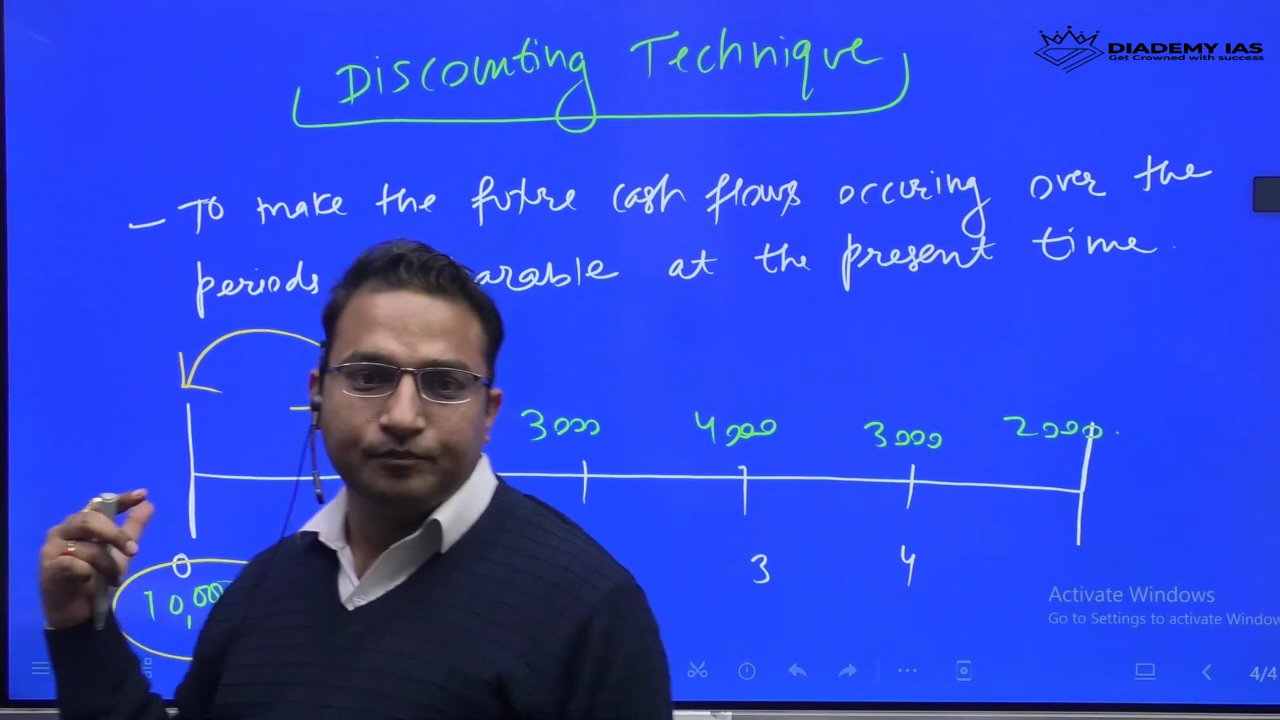 Discounting Technique
DIADEMY IAS
Get Crowned with success
- To make the future cash flows occuring over the
periods arable at the present time.
3000 4000 3000 2000
0 3 4
10,000
Activate Windows
Go to Settings to activate Window
4/4